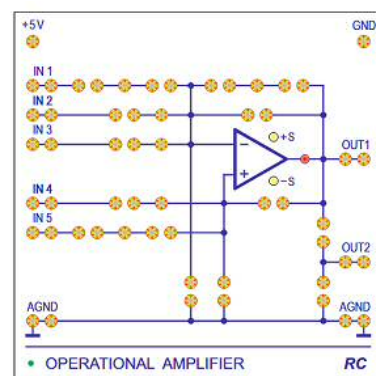 +5V GND
IN 1
IN 2
IN 3
− +S OUT1
+ −S
IN 4
IN 5
OUT2
AGND AGND
• OPERATIONAL AMPLIFIER RC